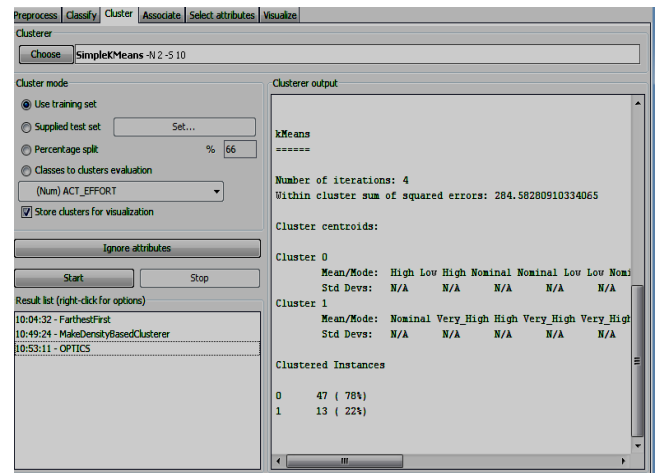 Preprocess Classify Cluster Associate Select attributes Visualize
Clusterer
Choose SimpleKMeans -N 2 -S 10
Cluster mode
Use training set
Supplied test set Set...
Percentage split % 66
Classes to clusters evaluation
(Num) ACT_EFFORT
Store clusters for visualization
Ignore attributes
Start Stop
Result list (right-click for options)
10:04:32 - FarthestFirst
10:49:24 - MakeDensityBasedClusterer
10:53:11 - OPTICS
Clusterer output
kMeans
======
Number of iterations: 4
Within cluster sum of squared errors: 284.58280910334065
Cluster centroids:
Cluster 0
Mean/Mode: High Low High Nominal Nominal Low Low Nomi
Std Devs: N/A N/A N/A N/A N/A N/A
Cluster 1
Mean/Mode: Nominal Very_High High Very_High Very_High
Std Devs: N/A N/A N/A N/A N/A N/A
Clustered Instances
0 47 ( 78%)
1 13 ( 22%)